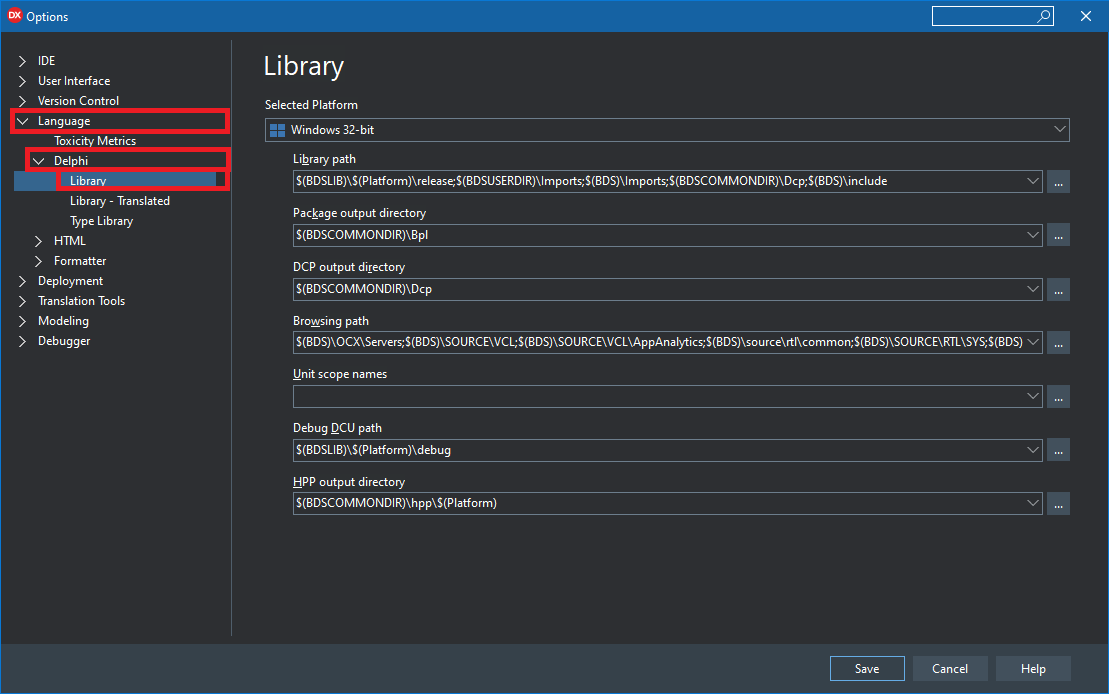 DX Options
IDE
User Interface
Version Control
Language
Toxicity Metrics
Delphi
Library
Library - Translated
Type Library
HTML
Formatter
Deployment
Translation Tools
Modeling
Debugger
Library
Selected Platform
Windows 32-bit
Library path
$(BDSLIB)\$(Platform)\release;$(BDSUSERDIR)\Imports;$(BDS)\Imports;$(BDSCOMMONDIR)\Dcp;$(BDS)\include
...
Package output directory
$(BDSCOMMONDIR)\Bpl
...
DCP output directory
$(BDSCOMMONDIR)\Dcp
...
Browsing path
$(BDS)\OCX\Servers;$(BDS)\SOURCE\VCL;$(BDS)\SOURCE\VCL\AppAnalytics;$(BDS)\source\rtl\common;$(BDS)\SOURCE\RTL\SYS;$(BDS)
...
Unit scope names
...
Debug DCU path
$(BDSLIB)\$(Platform)\debug
...
HPP output directory
$(BDSCOMMONDIR)\hpp\$(Platform)
...
Save Cancel Help